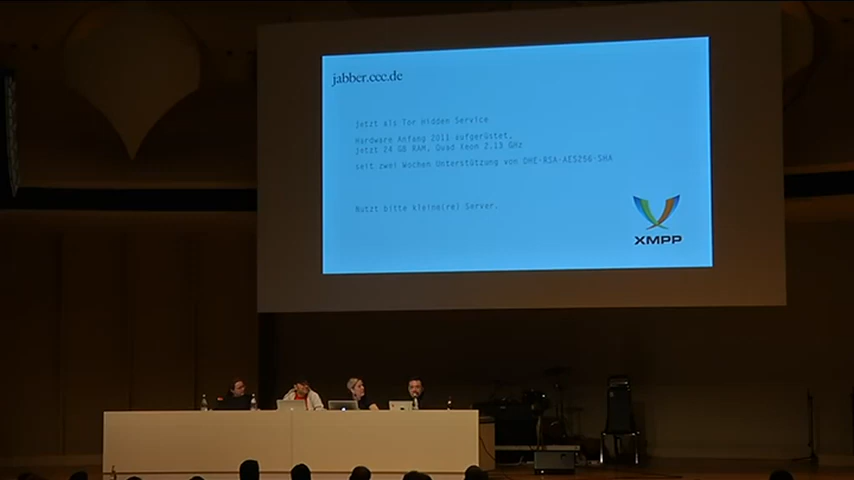 jabber.ccc.de
jetzt als Tor hidden Service
Hardware Anfang 2011 aufgerüstet,
jetzt 24 GB RAM, Quad Xeon 2.13 GHz
seit zwei Wochen Unterstützung von DHE-RSA-AES256-SHA
Nutzt bitte kleine(re) Server.
XMPP